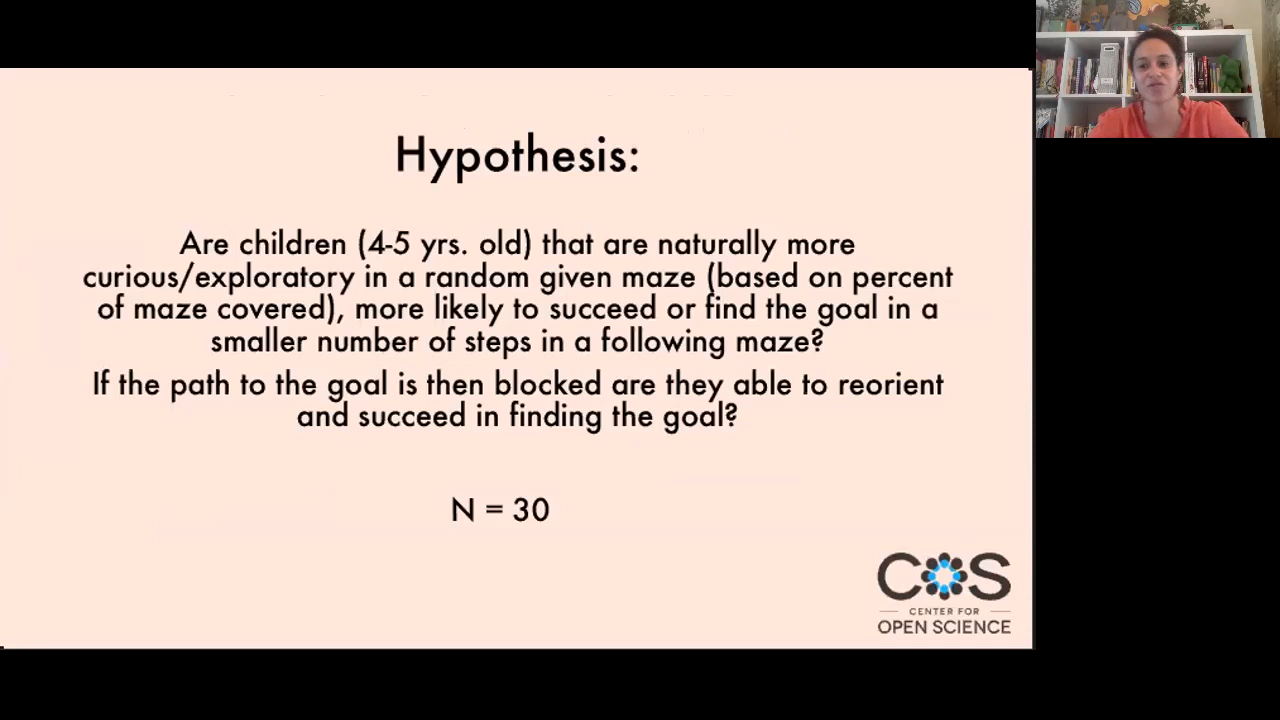 Hypothesis:
Are children (4-5 yrs. old) that are naturally more
curious/exploratory in a random given maze (based on percent
of maze covered), more likely to succeed or find the goal in a
smaller number of steps in a following maze?
If the path to the goal is then blocked are they able to reorient
and succeed in finding the goal?
N = 30
COS
CENTER FOR
OPEN SCIENCE